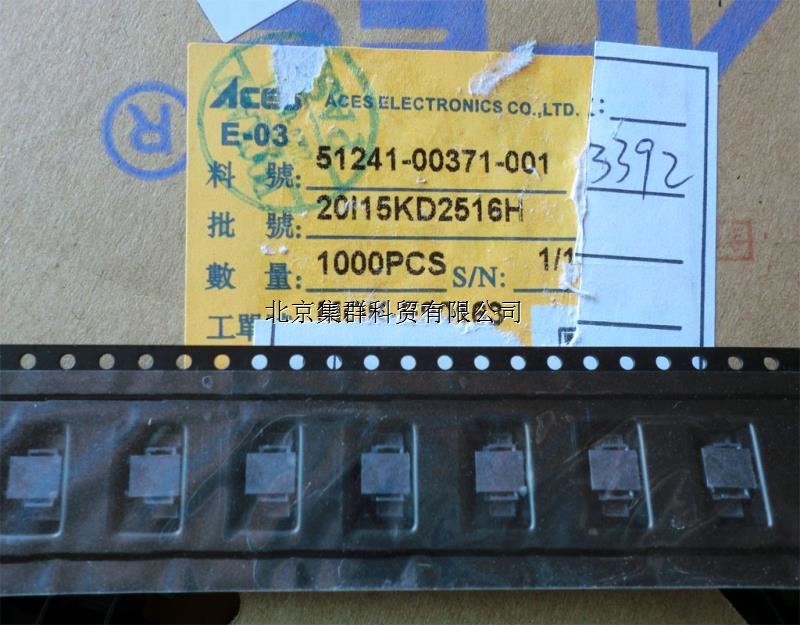 ACES ACES ELECTRONICS CO.,LTD.
E-03
料 號: 51241-00371-001
3392
批 號: 20I15KD2516H
數 量: 1000PCS S/N: 1/1
工單
北京集群科贸有限公司
®